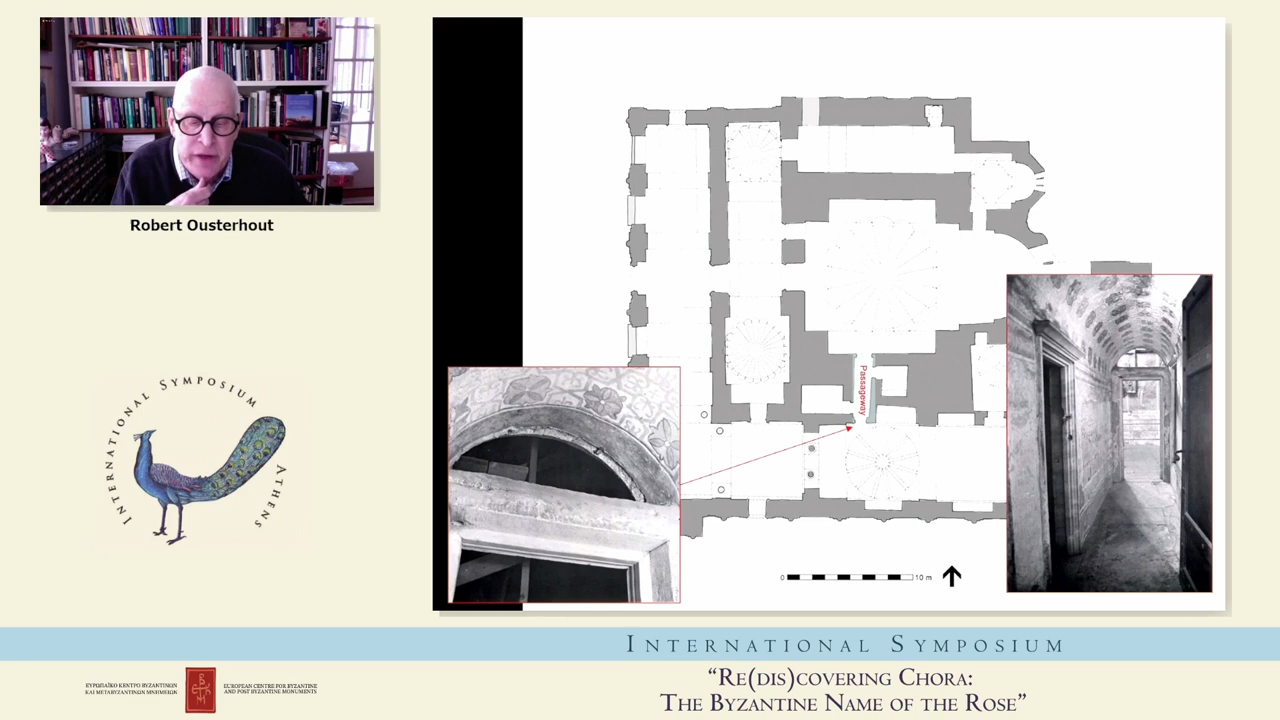 Robert Ousterhout
INTERNATIONAL SYMPOSIUM
ATHENS
Passageway
0 10 m
INTERNATIONAL SYMPOSIUM
ΕΥΡΩΠΑΪΚΟ ΚΕΝΤΡΟ ΒΥΖΑΝΤΙΝΩΝ
ΚΑΙ ΜΕΤΑΒΥΖΑΝΤΙΝΩΝ ΜΝΗΜΕΙΩΝ
EUROPEAN CENTRE FOR BYZANTINE
AND POST BYZANTINE MONUMENTS
“RE(DIS)COVERING CHORA:
THE BYZANTINE NAME OF THE ROSE”